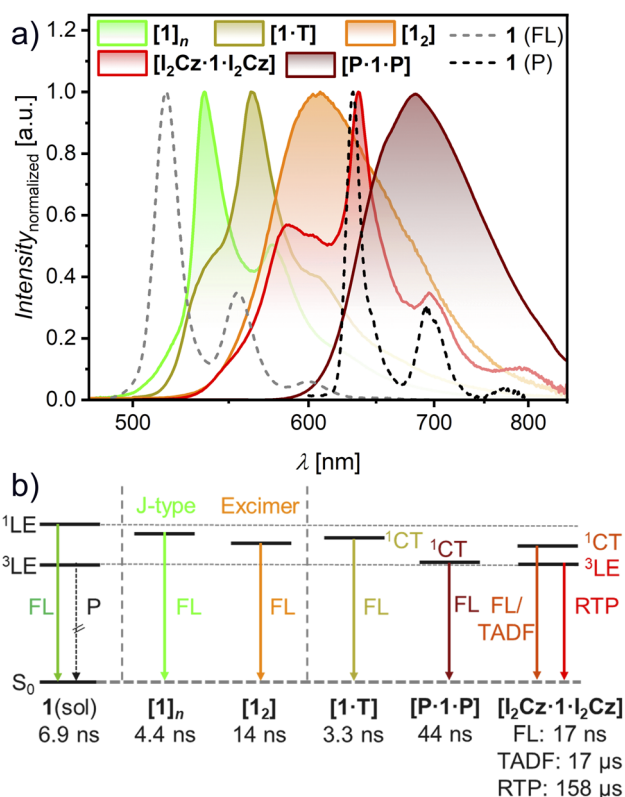 a)
1.2
[1]n [1·T] [1₂] 1 (FL)
[I₂Cz·1·I₂Cz] [P·1·P] 1 (P)
1.0
0.8
0.6
0.4
0.2
0.0
Intensity normalized [a.u.]
500 600 700 800
λ [nm]
b)
J-type Excimer
¹LE ¹CT ¹CT ¹CT
³LE ³LE
FL P FL FL FL FL FL/ RTP
TADF
S₀
1(sol) [1]n [1₂] [1·T] [P·1·P] [I₂Cz·1·I₂Cz]
6.9 ns 4.4 ns 14 ns 3.3 ns 44 ns FL: 17 ns
TADF: 17 µs
RTP: 158 µs